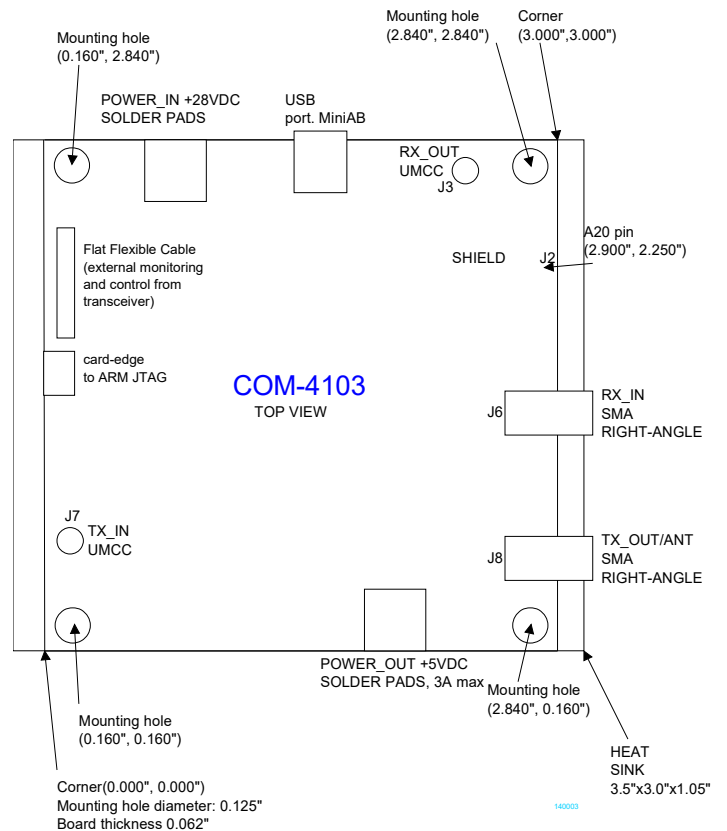 Mounting hole
(2.840", 2.840")
Corner
(3.000",3.000")
Mounting hole
(0.160", 2.840")
POWER_IN +28VDC
SOLDER PADS
USB
port. MiniAB
RX_OUT
UMCC
J3
A20 pin
(2.900", 2.250")
SHIELD
J2
Flat Flexible Cable
(external monitoring
and control from
transceiver)
card-edge
to ARM JTAG
COM-4103
TOP VIEW
J6
RX_IN
SMA
RIGHT-ANGLE
J7
TX_IN
UMCC
J8
TX_OUT/ANT
SMA
RIGHT-ANGLE
POWER_OUT +5VDC
SOLDER PADS, 3A max
Mounting hole
(2.840", 0.160")
Mounting hole
(0.160", 0.160")
HEAT
SINK
3.5"x3.0"x1.05"
Corner(0.000", 0.000")
Mounting hole diameter: 0.125"
Board thickness 0.062"
140003